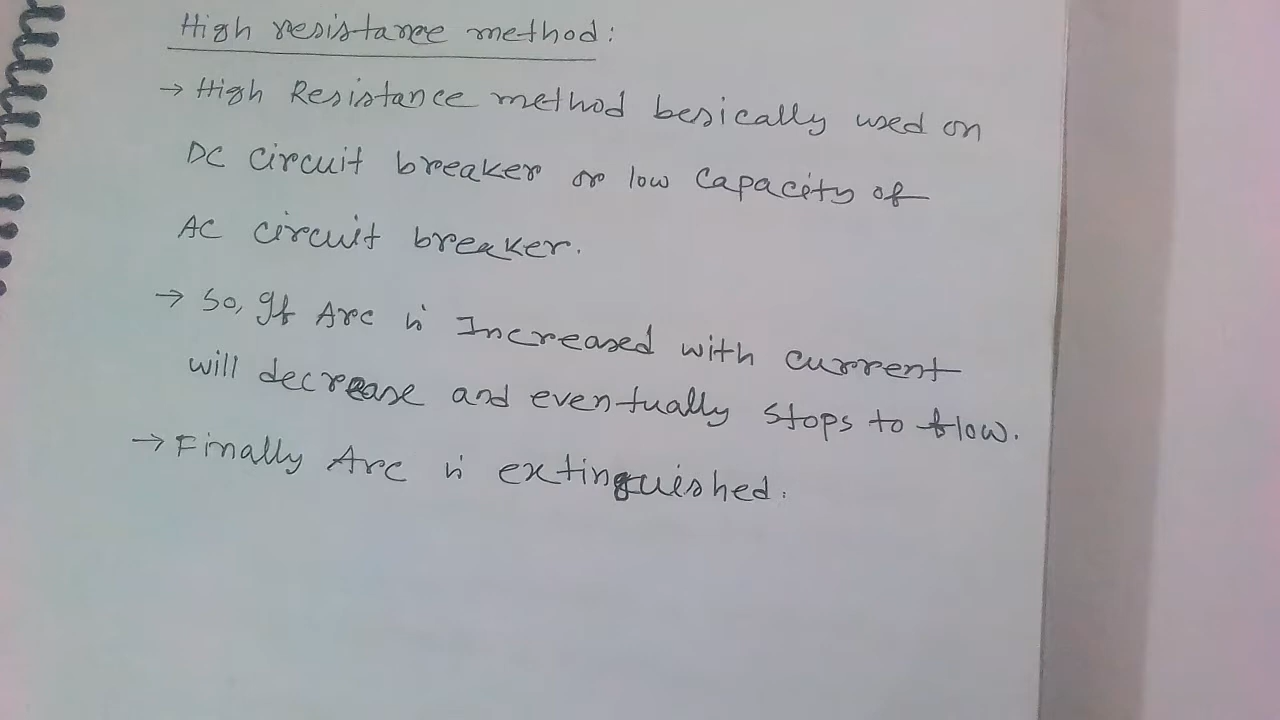 High resistance method:
→ High Resistance method besically used on
DC circuit breaker or low capacity of
AC circuit breaker.
→ So, If Arc is Increased with current
will decrease and eventually stops to flow.
→ Finally Arc is extinguished.